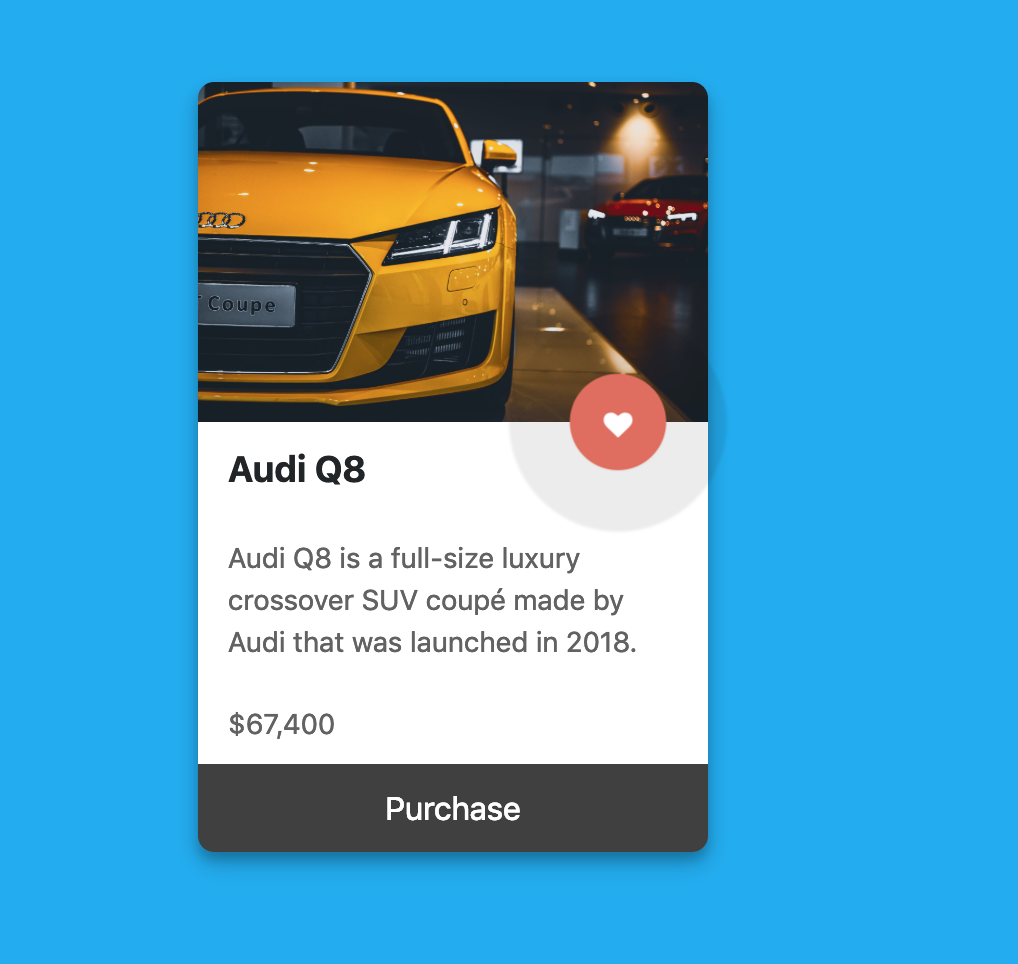 Coupe
Audi Q8
Audi Q8 is a full-size luxury
crossover SUV coupé made by
Audi that was launched in 2018.
$67,400
Purchase